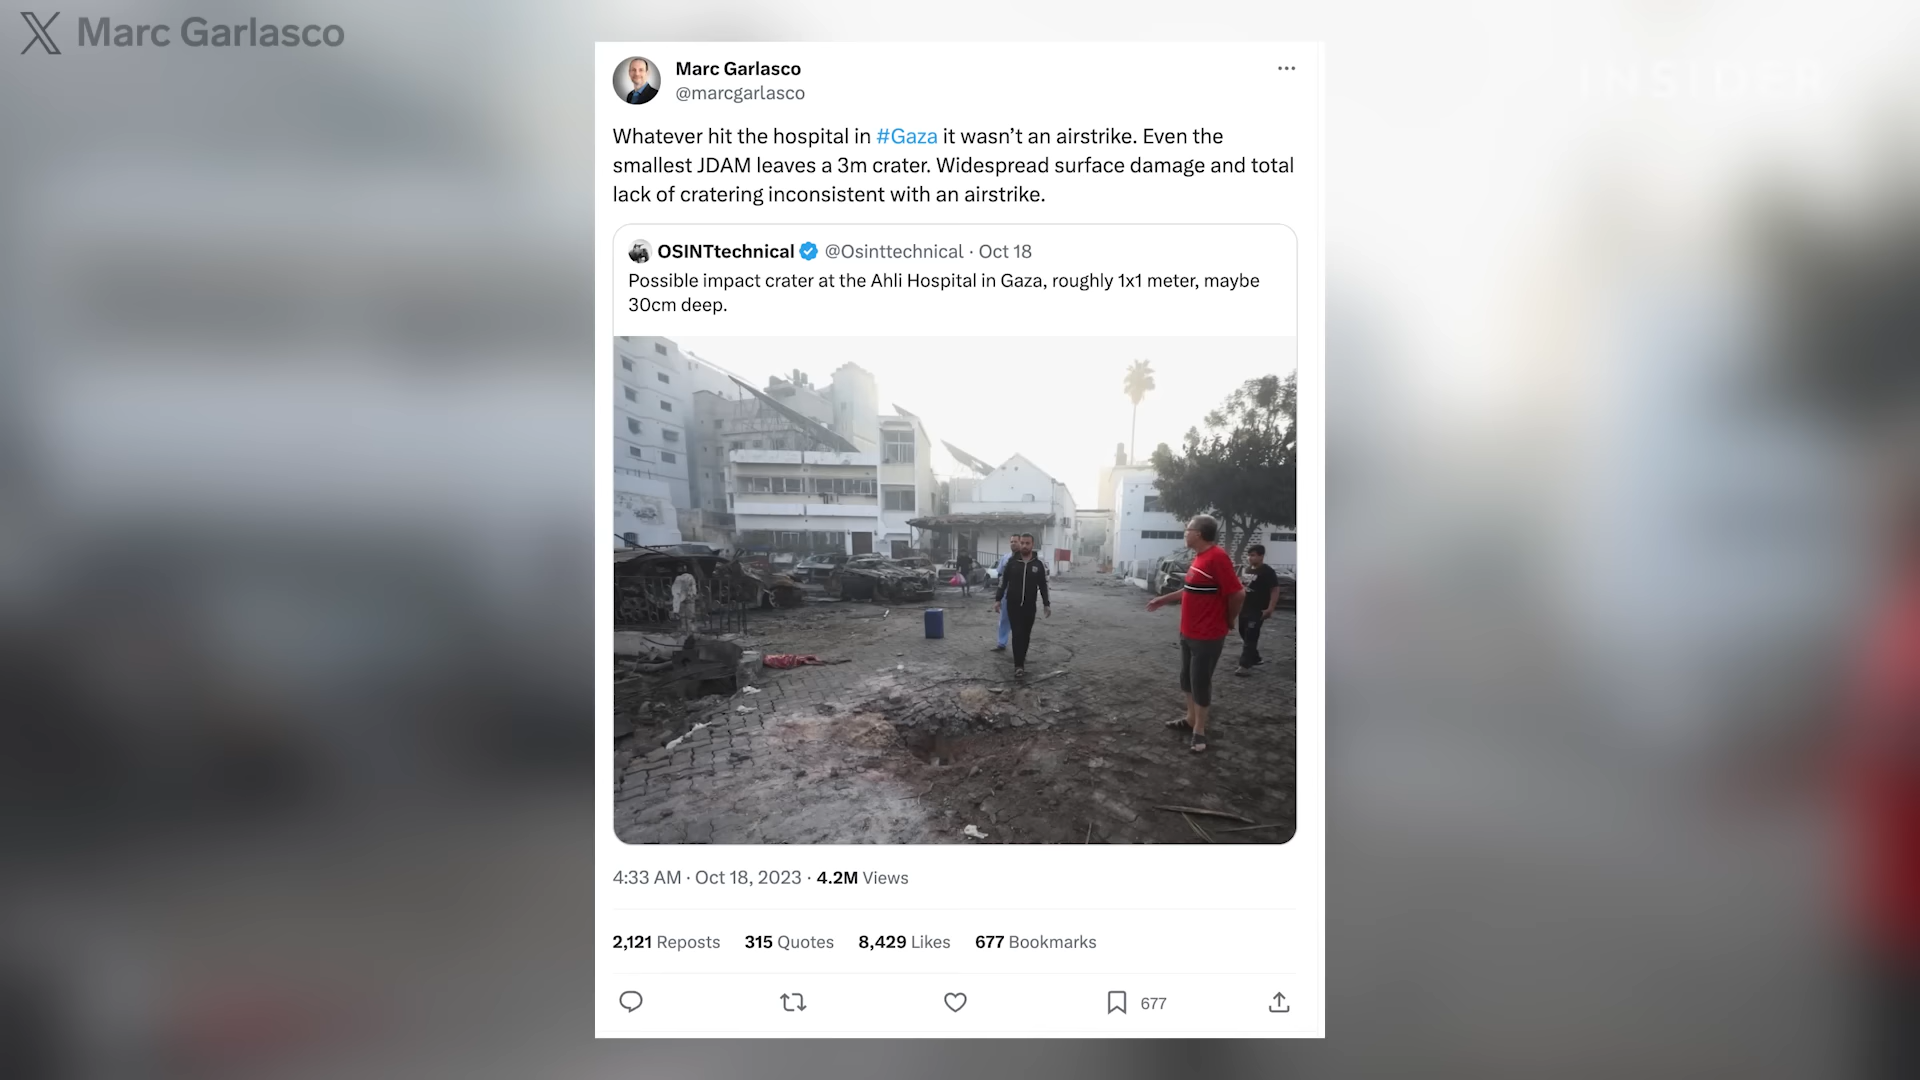 Marc Garlasco
INSIDER
Marc Garlasco
@marcgarlasco
Whatever hit the hospital in #Gaza it wasn’t an airstrike. Even the
smallest JDAM leaves a 3m crater. Widespread surface damage and total
lack of cratering inconsistent with an airstrike.
OSINTtechnical @Osinttechnical · Oct 18
Possible impact crater at the Ahli Hospital in Gaza, roughly 1x1 meter, maybe
30cm deep.
4:33 AM · Oct 18, 2023 · 4.2M Views
2,121 Reposts 315 Quotes 8,429 Likes 677 Bookmarks
677